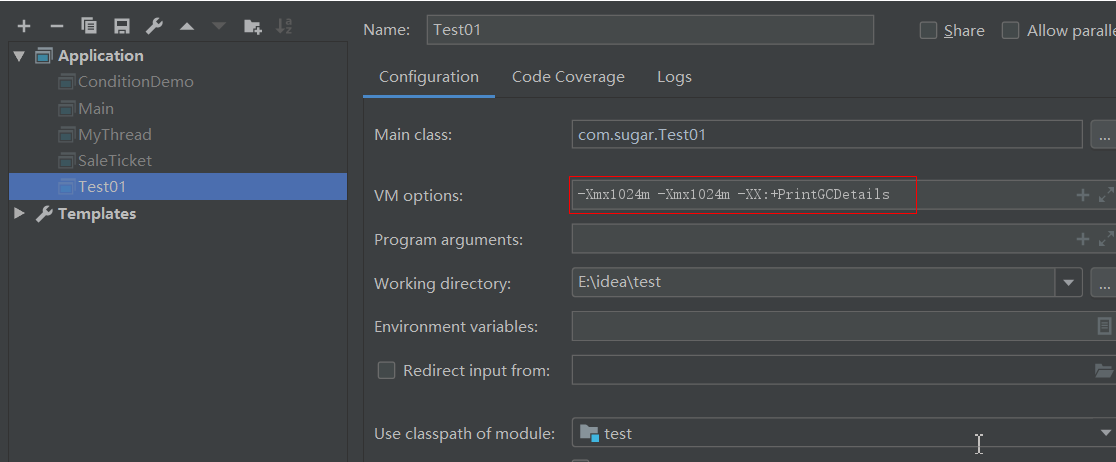 Name: Test01 Share Allow paralle
Application
ConditionDemo
Main
MyThread
SaleTicket
Test01
Templates
Configuration Code Coverage Logs
Main class: com.sugar.Test01 ...
VM options: -Xmx1024m -Xmx1024m -XX:+PrintGCDetails
Program arguments:
Working directory: E:\idea\test ...
Environment variables:
Redirect input from:
Use classpath of module: test